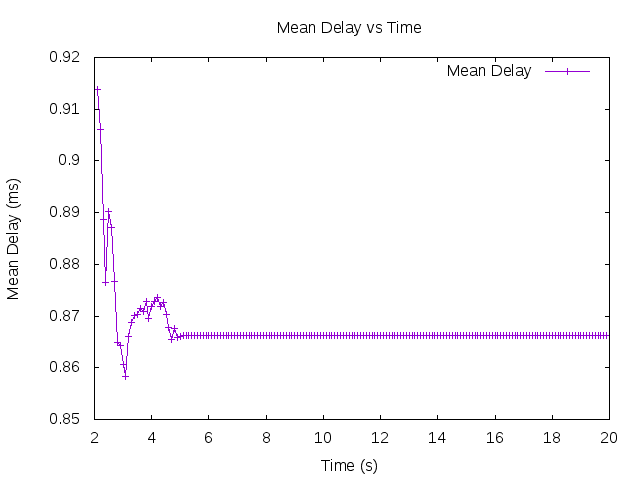 Mean Delay vs Time
Mean Delay
0.92
0.91
0.9
0.89
0.88
0.87
0.86
0.85
Mean Delay (ms)
2 4 6 8 10 12 14 16 18 20
Time (s)